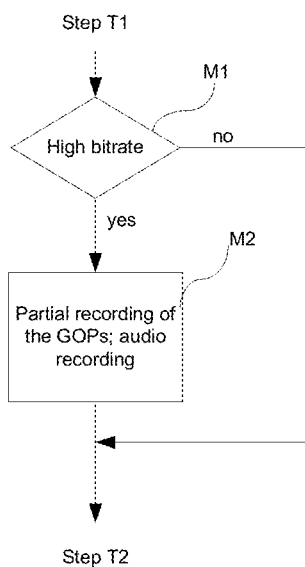 Step T1
M1
High bitrate
no
yes
M2
Partial recording of
the GOPs; audio
recording
Step T2